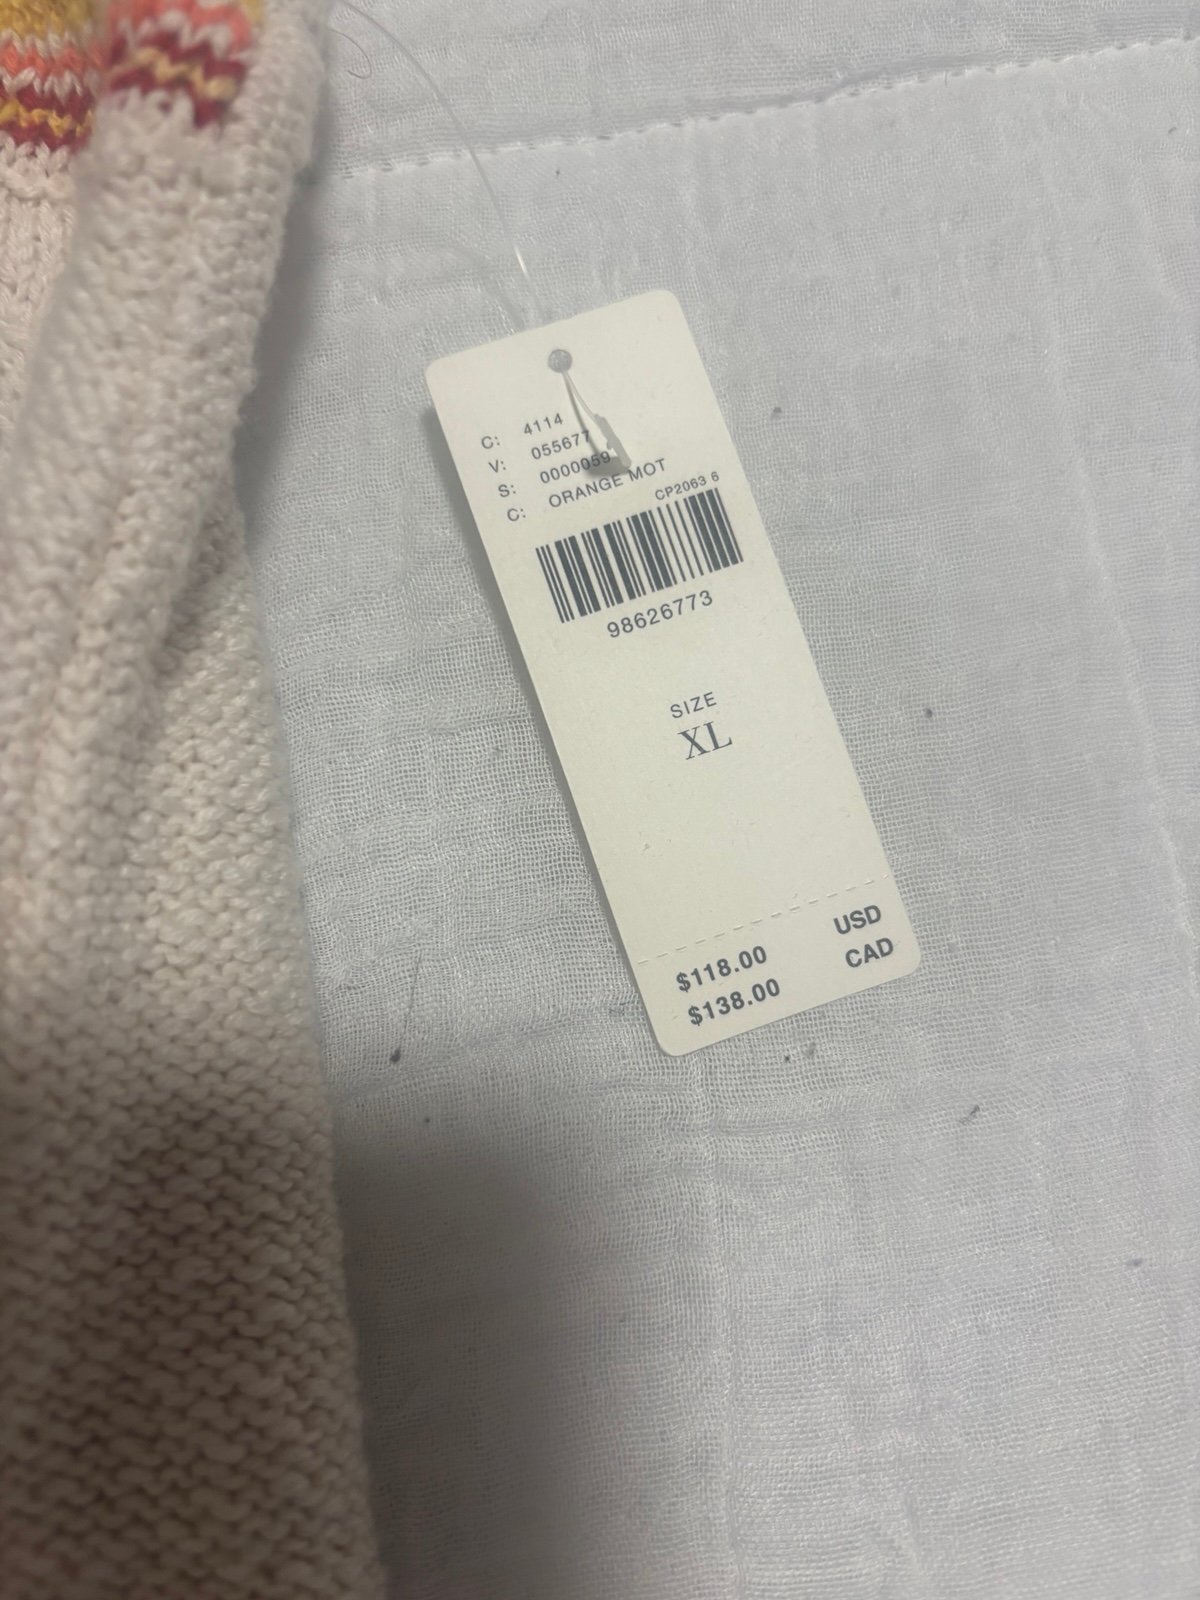 C: 4114
V: 055677
S: 0000059
C: ORANGE MOT
CP2063 6
98626773
SIZE
XL
$118.00 USD
$138.00 CAD